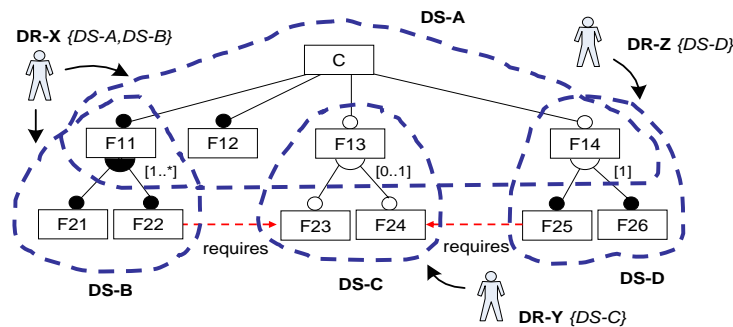 DS-A
DR-X {DS-A,DS-B}
DR-Z {DS-D}
C
F11
F12
F13
F14
[1..*]
[0..1]
[1]
F21
F22
F23
F24
F25
F26
requires
requires
DS-B
DS-C
DS-D
DR-Y {DS-C}